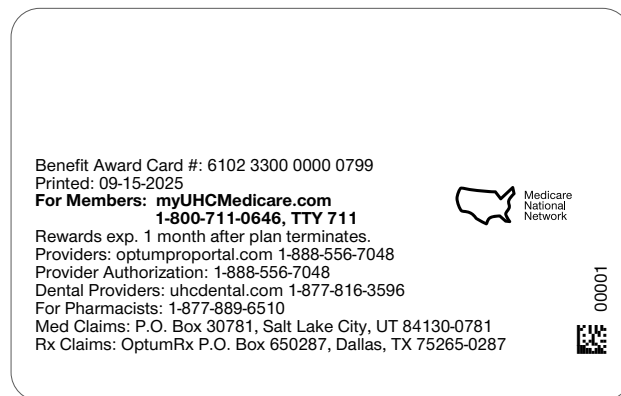 Benefit Award Card #: 6102 3300 0000 0799
Printed: 09-15-2025
For Members: myUHCMedicare.com
1-800-711-0646, TTY 711
Rewards exp. 1 month after plan terminates.
Providers: optumproportal.com 1-888-556-7048
Provider Authorization: 1-888-556-7048
Dental Providers: uhcdental.com 1-877-816-3596
For Pharmacists: 1-877-889-6510
Med Claims: P.O. Box 30781, Salt Lake City, UT 84130-0781
Rx Claims: OptumRx P.O. Box 650287, Dallas, TX 75265-0287
Medicare
National
Network
00001